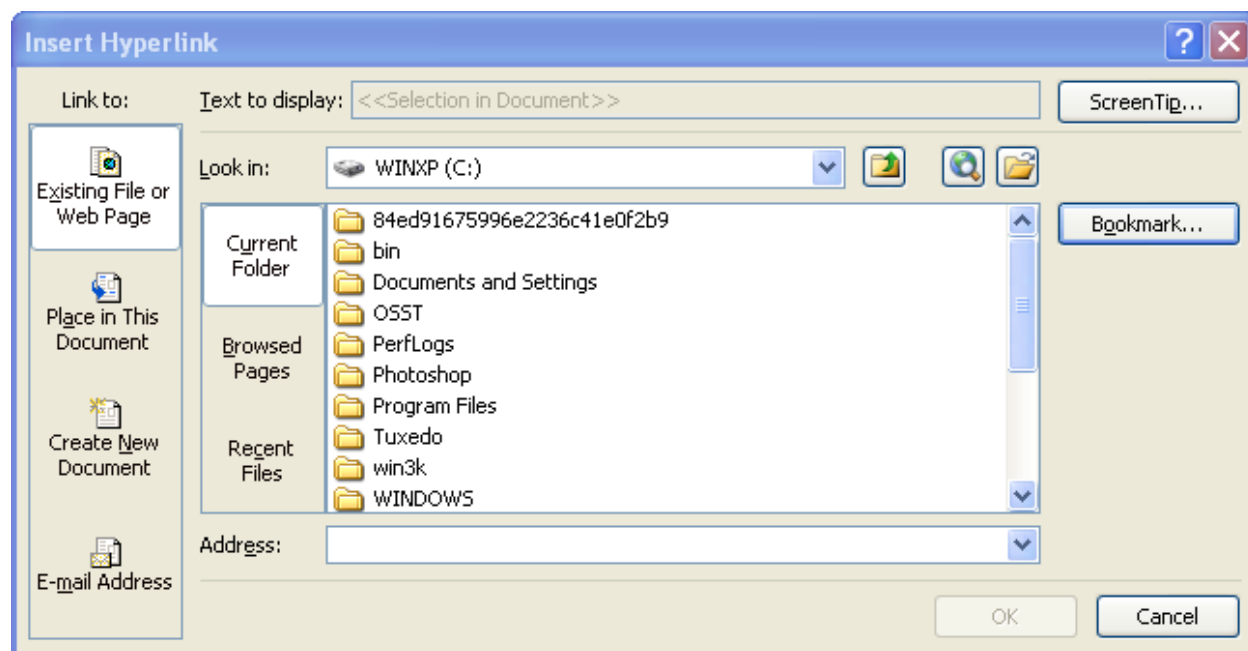 Insert Hyperlink
Link to:
Text to display: <<Selection in Document>>
ScreenTip...
Existing File or
Web Page
Place in This
Document
Create New
Document
E-mail Address
Look in: WINXP (C:)
Current
Folder
Browsed
Pages
Recent
Files
84ed91675996e2236c41e0f2b9
bin
Documents and Settings
OSST
PerfLogs
Photoshop
Program Files
Tuxedo
win3k
WINDOWS
Bookmark...
Address:
OK
Cancel